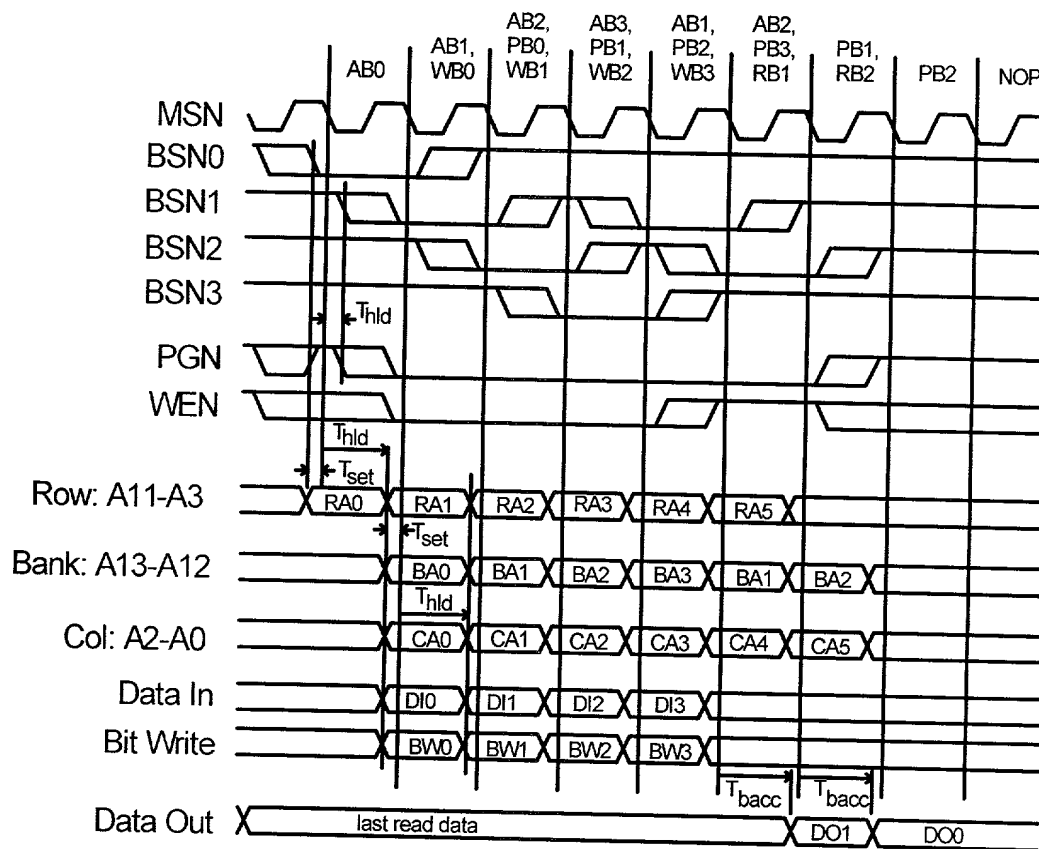 AB0
AB1,
WB0
AB2,
PB0,
WB1
AB3,
PB1,
WB2
AB1,
PB2,
WB3
AB2,
PB3,
RB1
PB1,
RB2
PB2
NOP
MSN
BSN0
BSN1
BSN2
BSN3
Thld
PGN
WEN
Thld
Tset
Row: A11-A3 RA0 RA1 RA2 RA3 RA4 RA5
Tset
Bank: A13-A12 BA0 BA1 BA2 BA3 BA1 BA2
Thld
Col: A2-A0 CA0 CA1 CA2 CA3 CA4 CA5
Data In DI0 DI1 DI2 DI3
Bit Write BW0 BW1 BW2 BW3
Tbacc Tbacc
Data Out last read data DO1 DO0